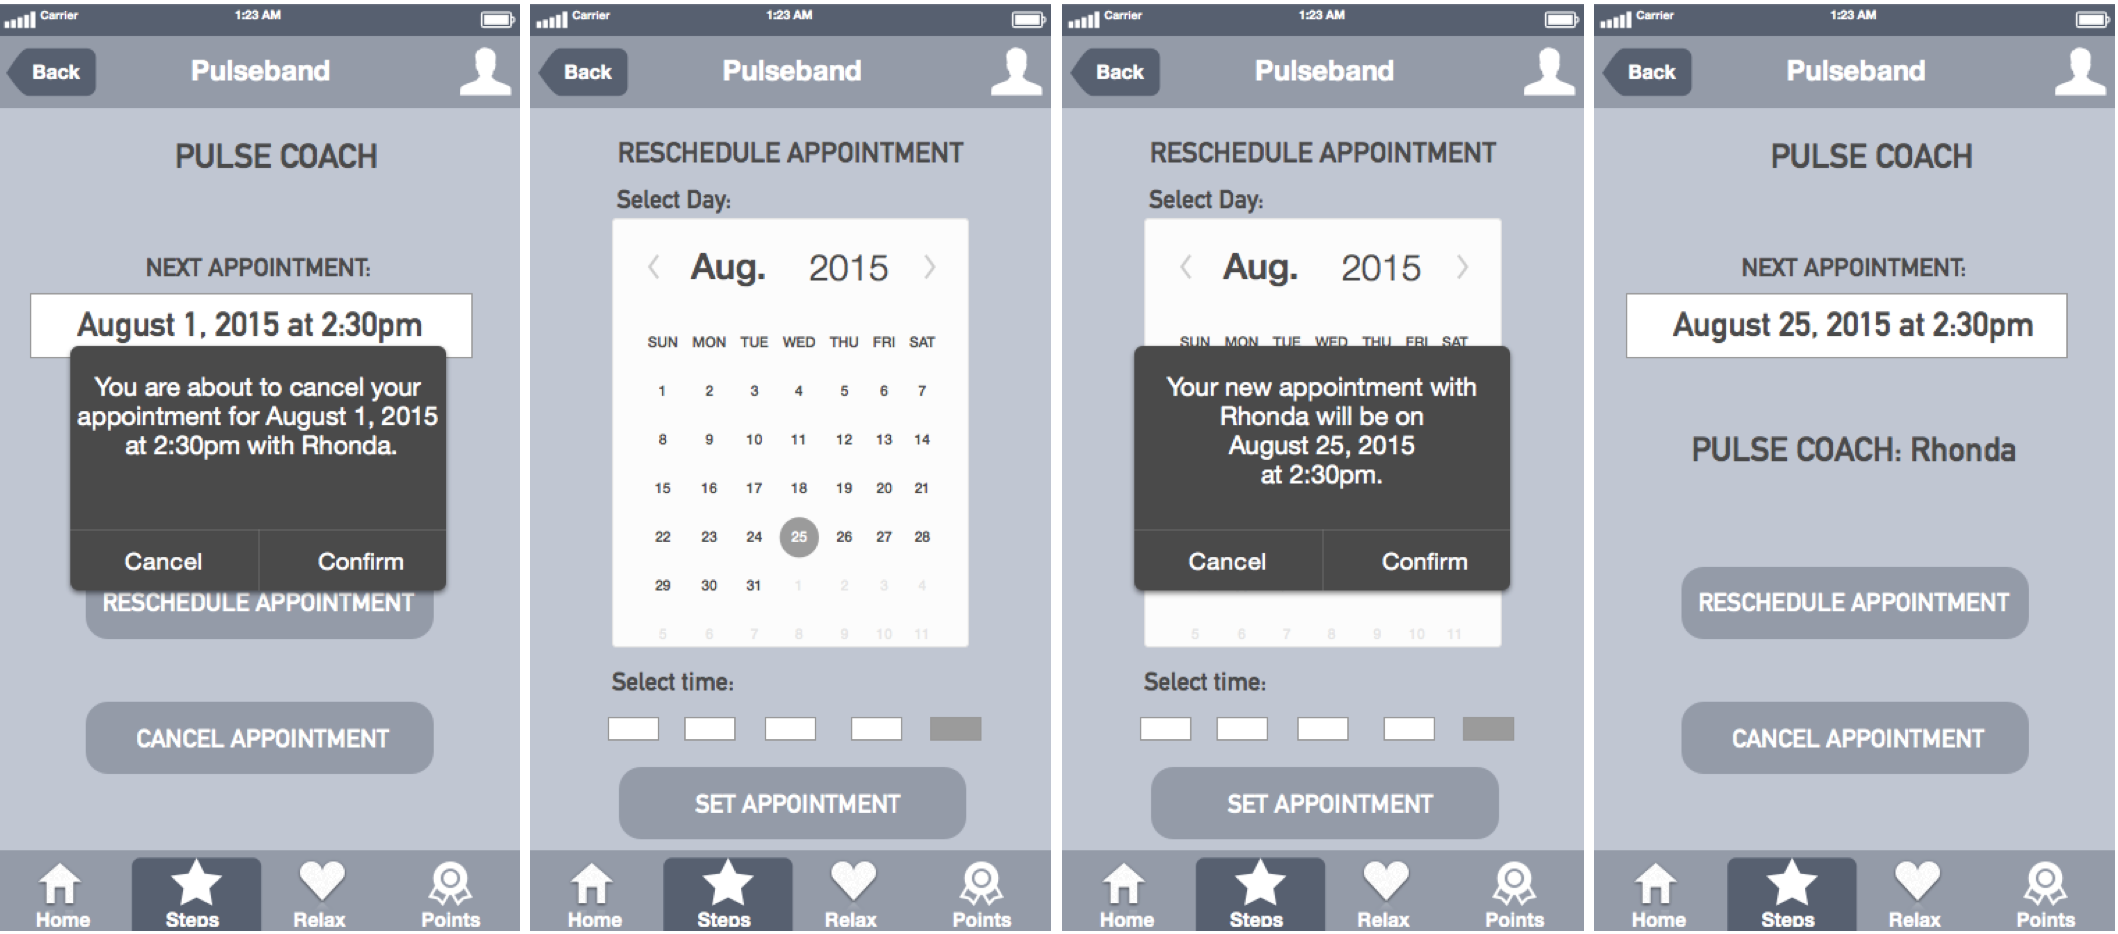 Carrier 1:23 AM
Back Pulseband
PULSE COACH
NEXT APPOINTMENT:
August 1, 2015 at 2:30pm
You are about to cancel your
appointment for August 1, 2015
at 2:30pm with Rhonda.
Cancel Confirm
RESCHEDULE APPOINTMENT
CANCEL APPOINTMENT
Home Steps Relax Points
Carrier 1:23 AM
Back Pulseband
RESCHEDULE APPOINTMENT
Select Day:
Aug. 2015
SUN MON TUE WED THU FRI SAT
1 2 3 4 5 6 7
8 9 10 11 12 13 14
15 16 17 18 19 20 21
22 23 24 25 26 27 28
29 30 31 1 2 3 4
5 6 7 8 9 10 11
Select time:
SET APPOINTMENT
Home Steps Relax Points
Carrier 1:23 AM
Back Pulseband
RESCHEDULE APPOINTMENT
Select Day:
Aug. 2015
SUN MON TUE WED THU FRI SAT
Your new appointment with
Rhonda will be on
August 25, 2015
at 2:30pm.
Cancel Confirm
5 6 7 8 9 10 11
Select time:
SET APPOINTMENT
Home Steps Relax Points
Carrier 1:23 AM
Back Pulseband
PULSE COACH
NEXT APPOINTMENT:
August 25, 2015 at 2:30pm
PULSE COACH: Rhonda
RESCHEDULE APPOINTMENT
CANCEL APPOINTMENT
Home Steps Relax Points